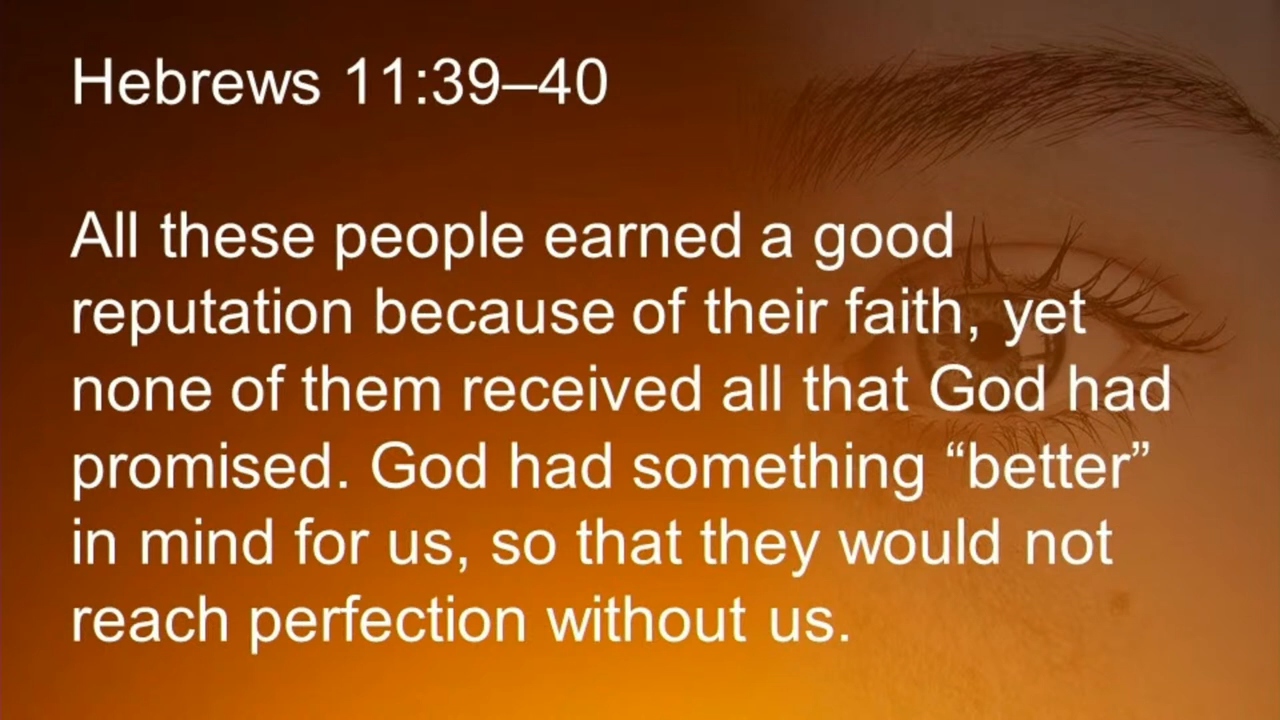 Hebrews 11:39–40
All these people earned a good
reputation because of their faith, yet
none of them received all that God had
promised. God had something “better”
in mind for us, so that they would not
reach perfection without us.